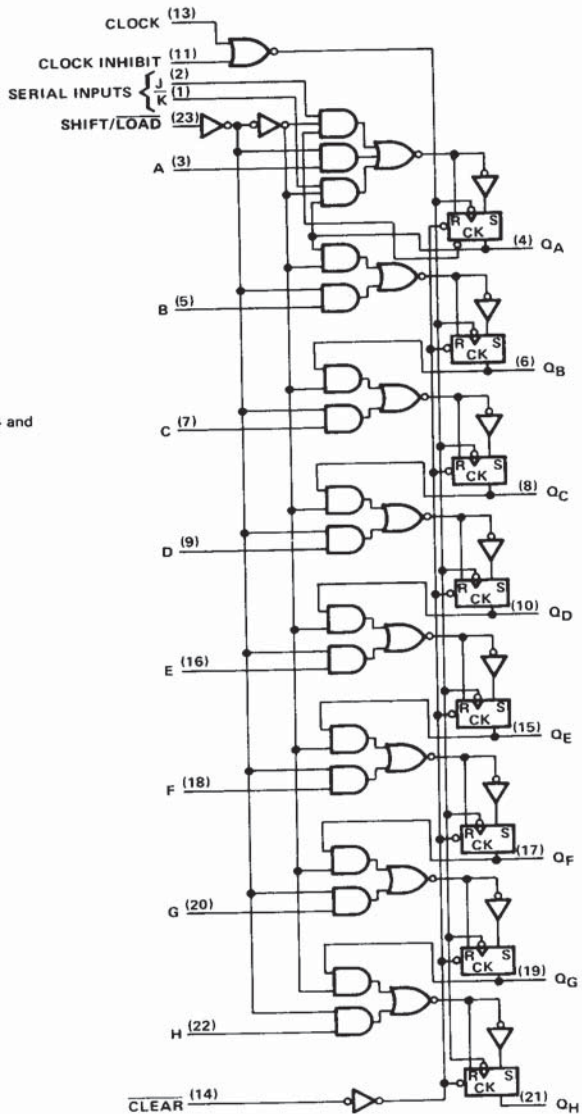 CLOCK (13)
CLOCK INHIBIT (11)
SERIAL INPUTS { J (2)
K̅ (1)
SHIFT/L̅O̅A̅D̅ (23)
A (3)
R S
CK
(4) QA
B (5)
R S
CK
(6) QB
and
C (7)
R S
CK
(8) QC
D (9)
R S
CK
(10) QD
E (16)
R S
CK
(15) QE
F (18)
R S
CK
(17) QF
G (20)
R S
CK
(19) QG
H (22)
R S
CK
C̅L̅E̅A̅R̅ (14)
(21) QH